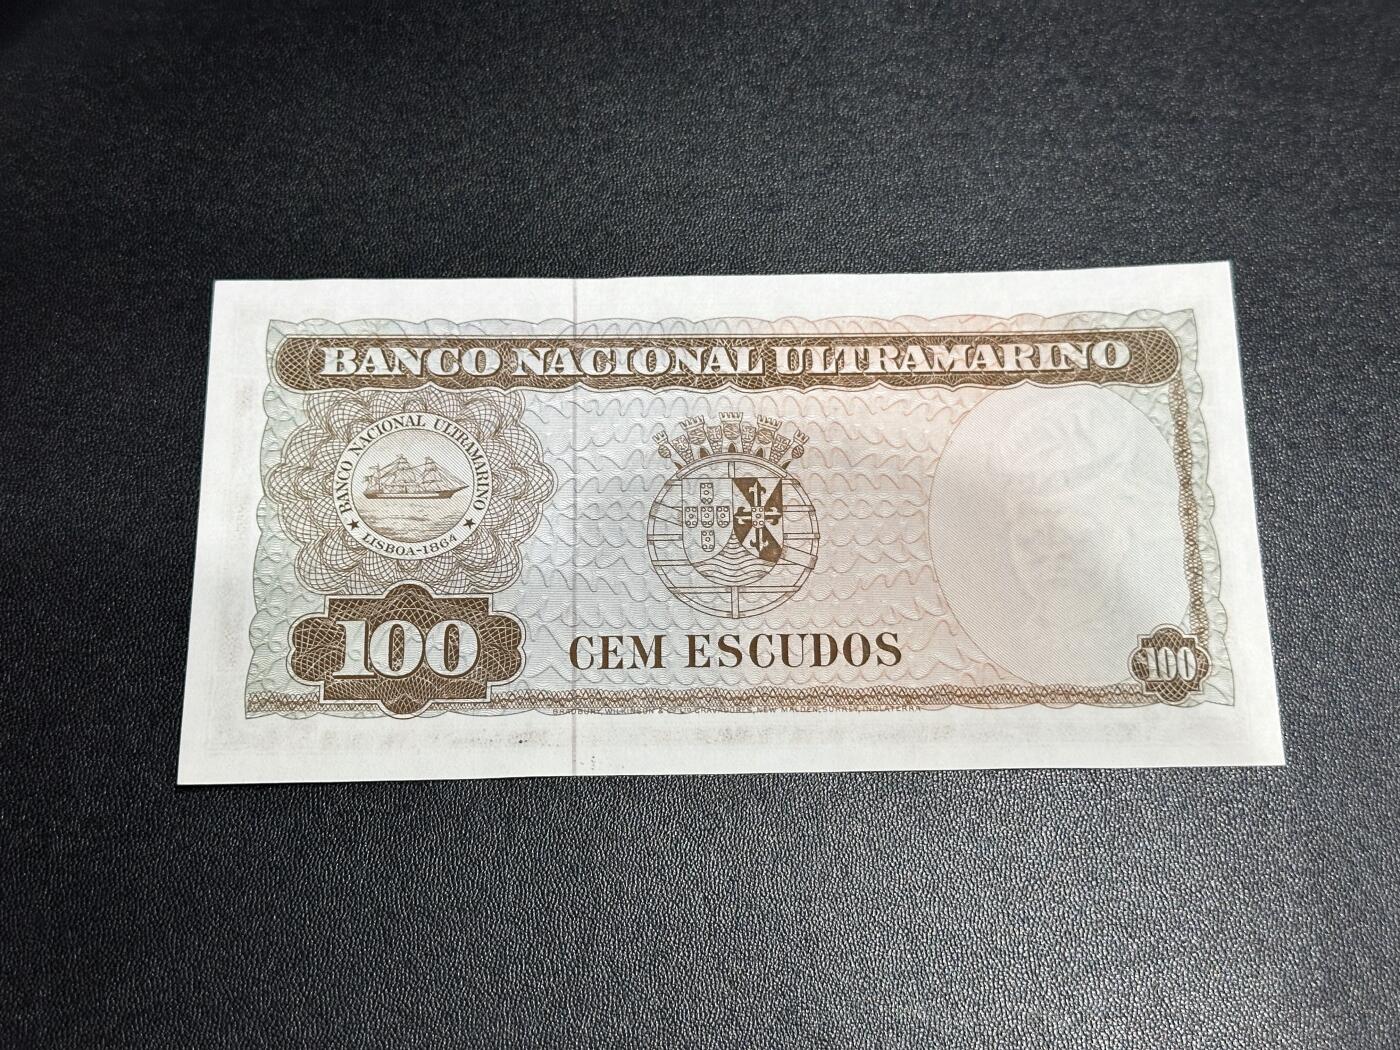 BANCO NACIONAL ULTRAMARINO
★ BANCO NACIONAL ULTRAMARINO ★
LISBOA-1864
100
CEM ESCUDOS
100